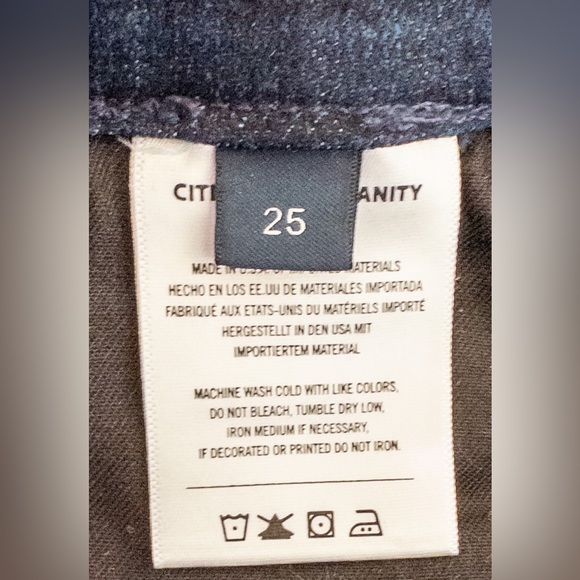 CITI ANITY
25
MADE IN U.S.A. OF IMPORTED MATERIALS
HECHO EN LOS EE.UU DE MATERIALES IMPORTADA
FABRIQUÉ AUX ETATS-UNIS DU MATÉRIELS IMPORTÉ
HERGESTELLT IN DEN USA MIT
IMPORTIERTEM MATERIAL
MACHINE WASH COLD WITH LIKE COLORS,
DO NOT BLEACH, TUMBLE DRY LOW,
IRON MEDIUM IF NECESSARY,
IF DECORATED OR PRINTED DO NOT IRON.